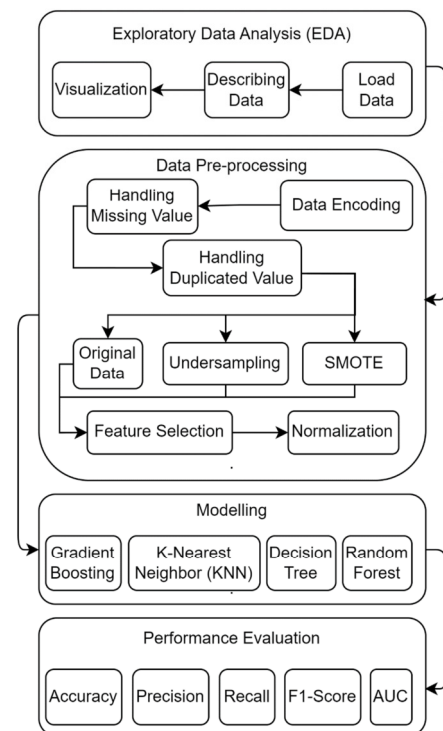 Exploratory Data Analysis (EDA)
Visualization
Describing
Data
Load
Data
Data Pre-processing
Handling
Missing Value
Data Encoding
Handling
Duplicated Value
Original
Data
Undersampling
SMOTE
Feature Selection
Normalization
Modelling
Gradient
Boosting
K-Nearest
Neighbor (KNN)
Decision
Tree
Random
Forest
Performance Evaluation
Accuracy
Precision
Recall
F1-Score
AUC